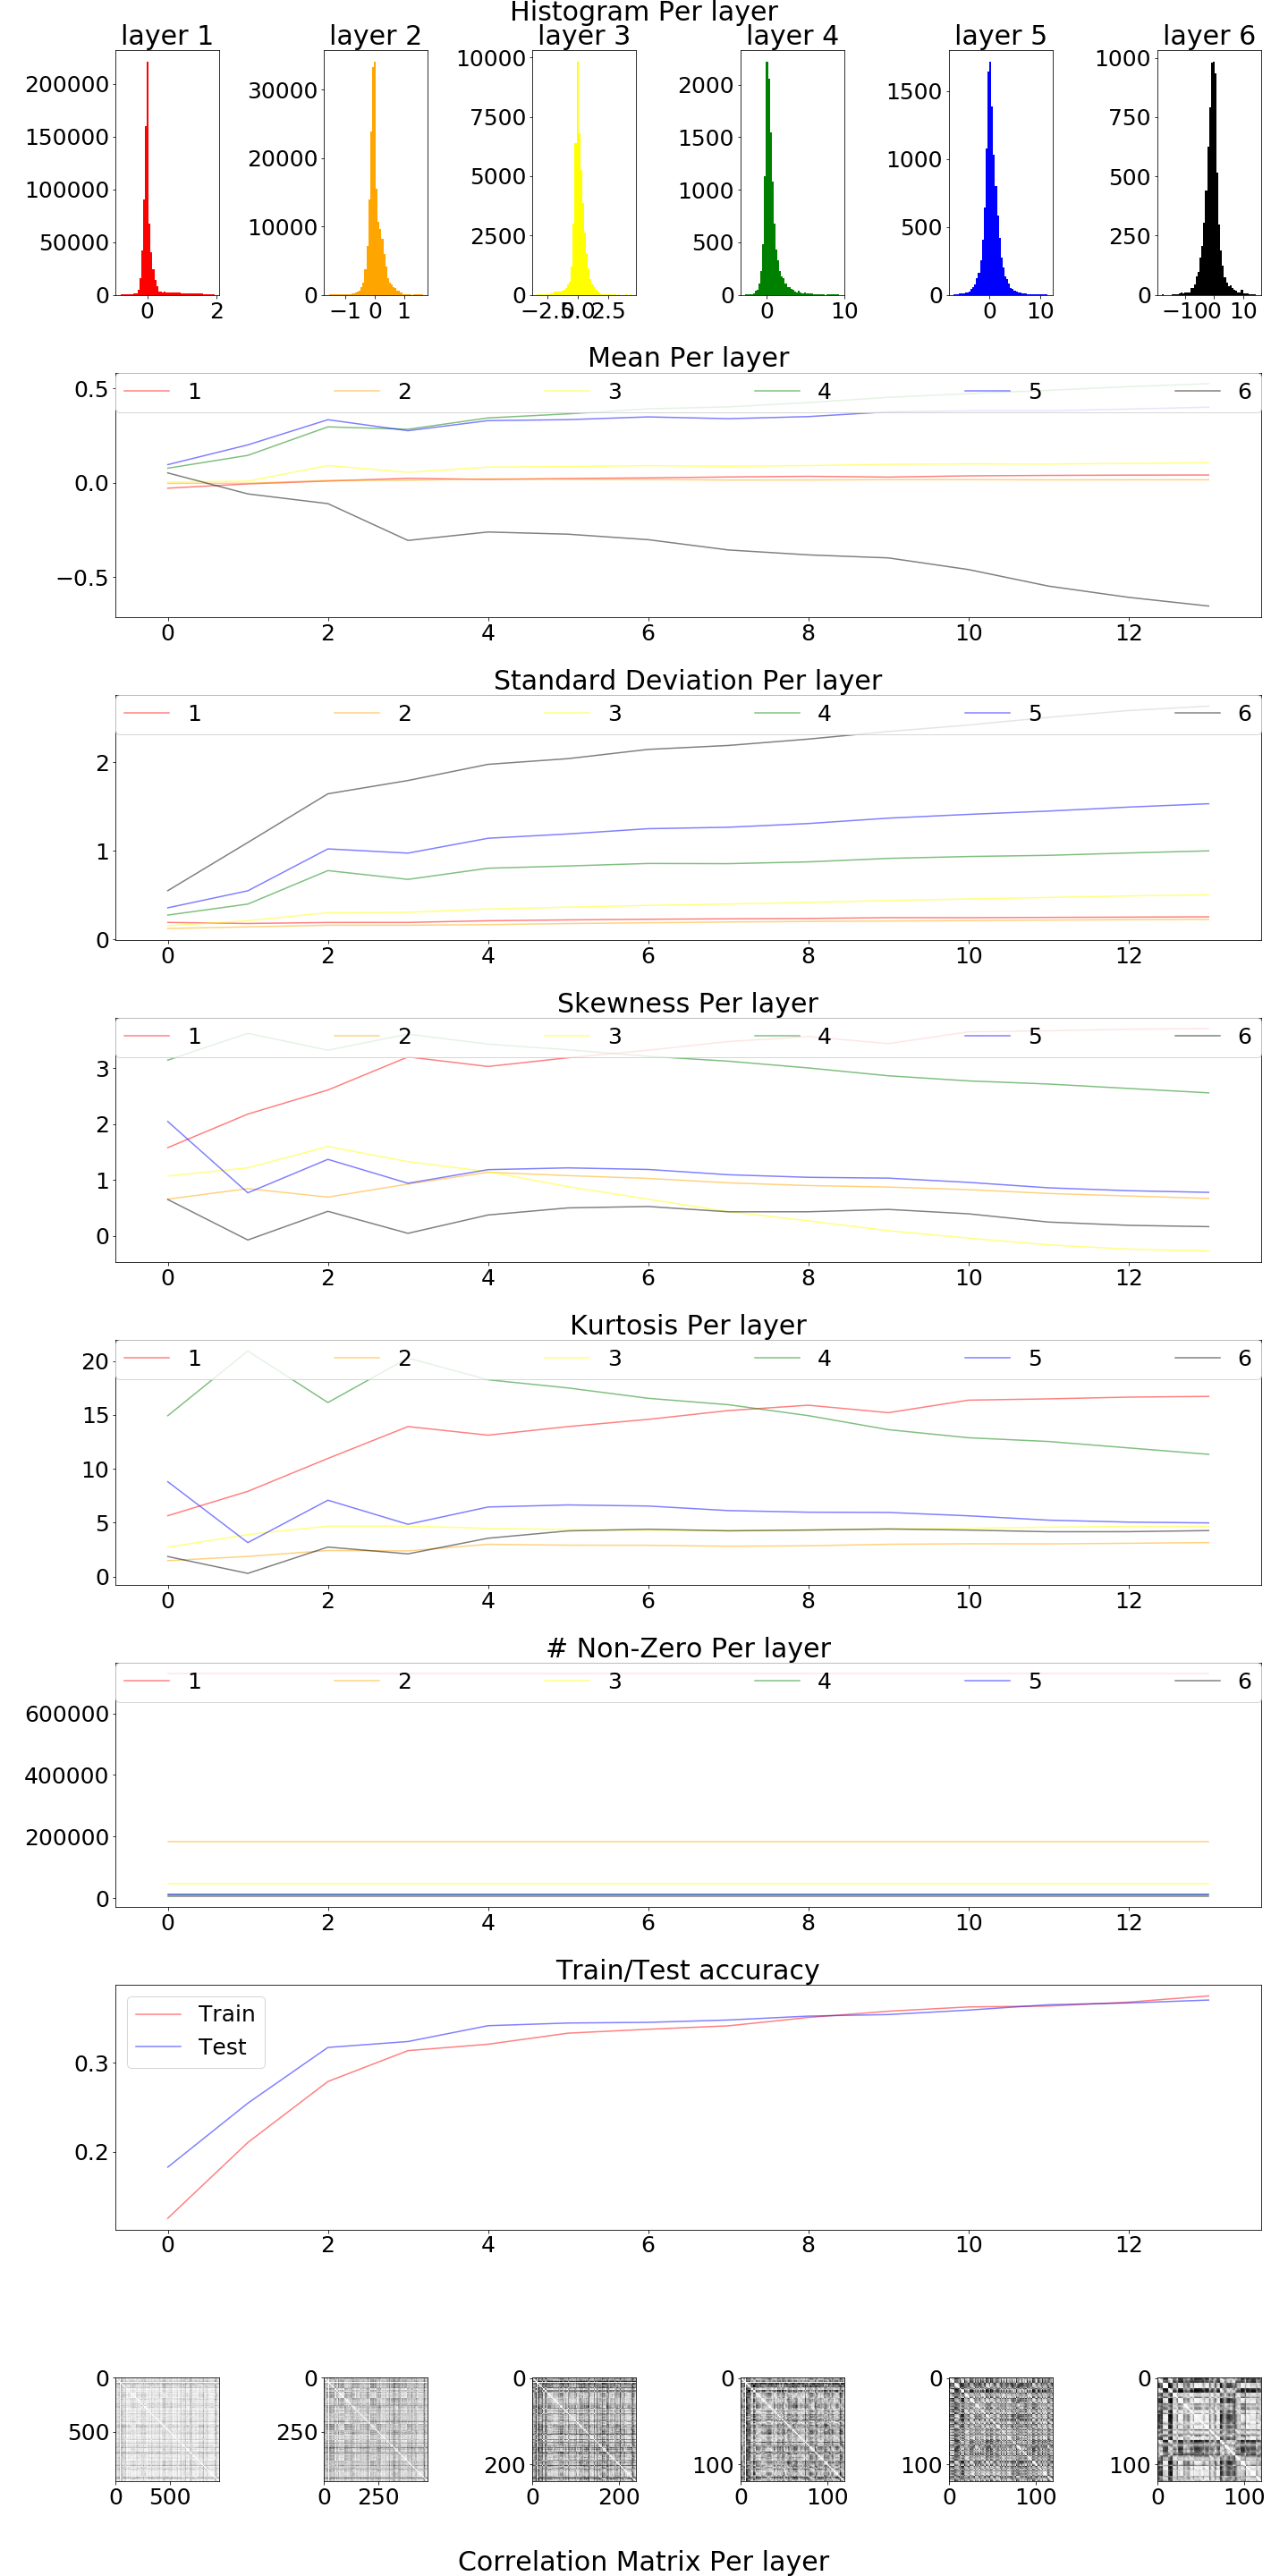 Histogram Per layer
layer 1 layer 2 layer 3 layer 4 layer 5 layer 6
200000
150000
100000
50000
0
0 2
30000
20000
10000
0
−1 0 1
10000
7500
5000
2500
0
−2.5 0.0 2.5
2000
1500
1000
500
0
0 10
1500
1000
500
0
0 10
1000
750
500
250
0
−10 0 10
Mean Per layer
1 2 3 4 5 6
0.5
0.0
−0.5
0 2 4 6 8 10 12
Standard Deviation Per layer
1 2 3 4 5 6
2
1
0
0 2 4 6 8 10 12
Skewness Per layer
1 2 3 4 5 6
3
2
1
0
0 2 4 6 8 10 12
Kurtosis Per layer
1 2 3 4 5 6
20
15
10
5
0
0 2 4 6 8 10 12
# Non-Zero Per layer
1 2 3 4 5 6
600000
400000
200000
0
0 2 4 6 8 10 12
Train/Test accuracy
Train
Test
0.3
0.2
0 2 4 6 8 10 12
0
500
0 500
0
250
0 250
0
200
0 200
0
100
0 100
0
100
0 100
0
100
0 100
Correlation Matrix Per layer